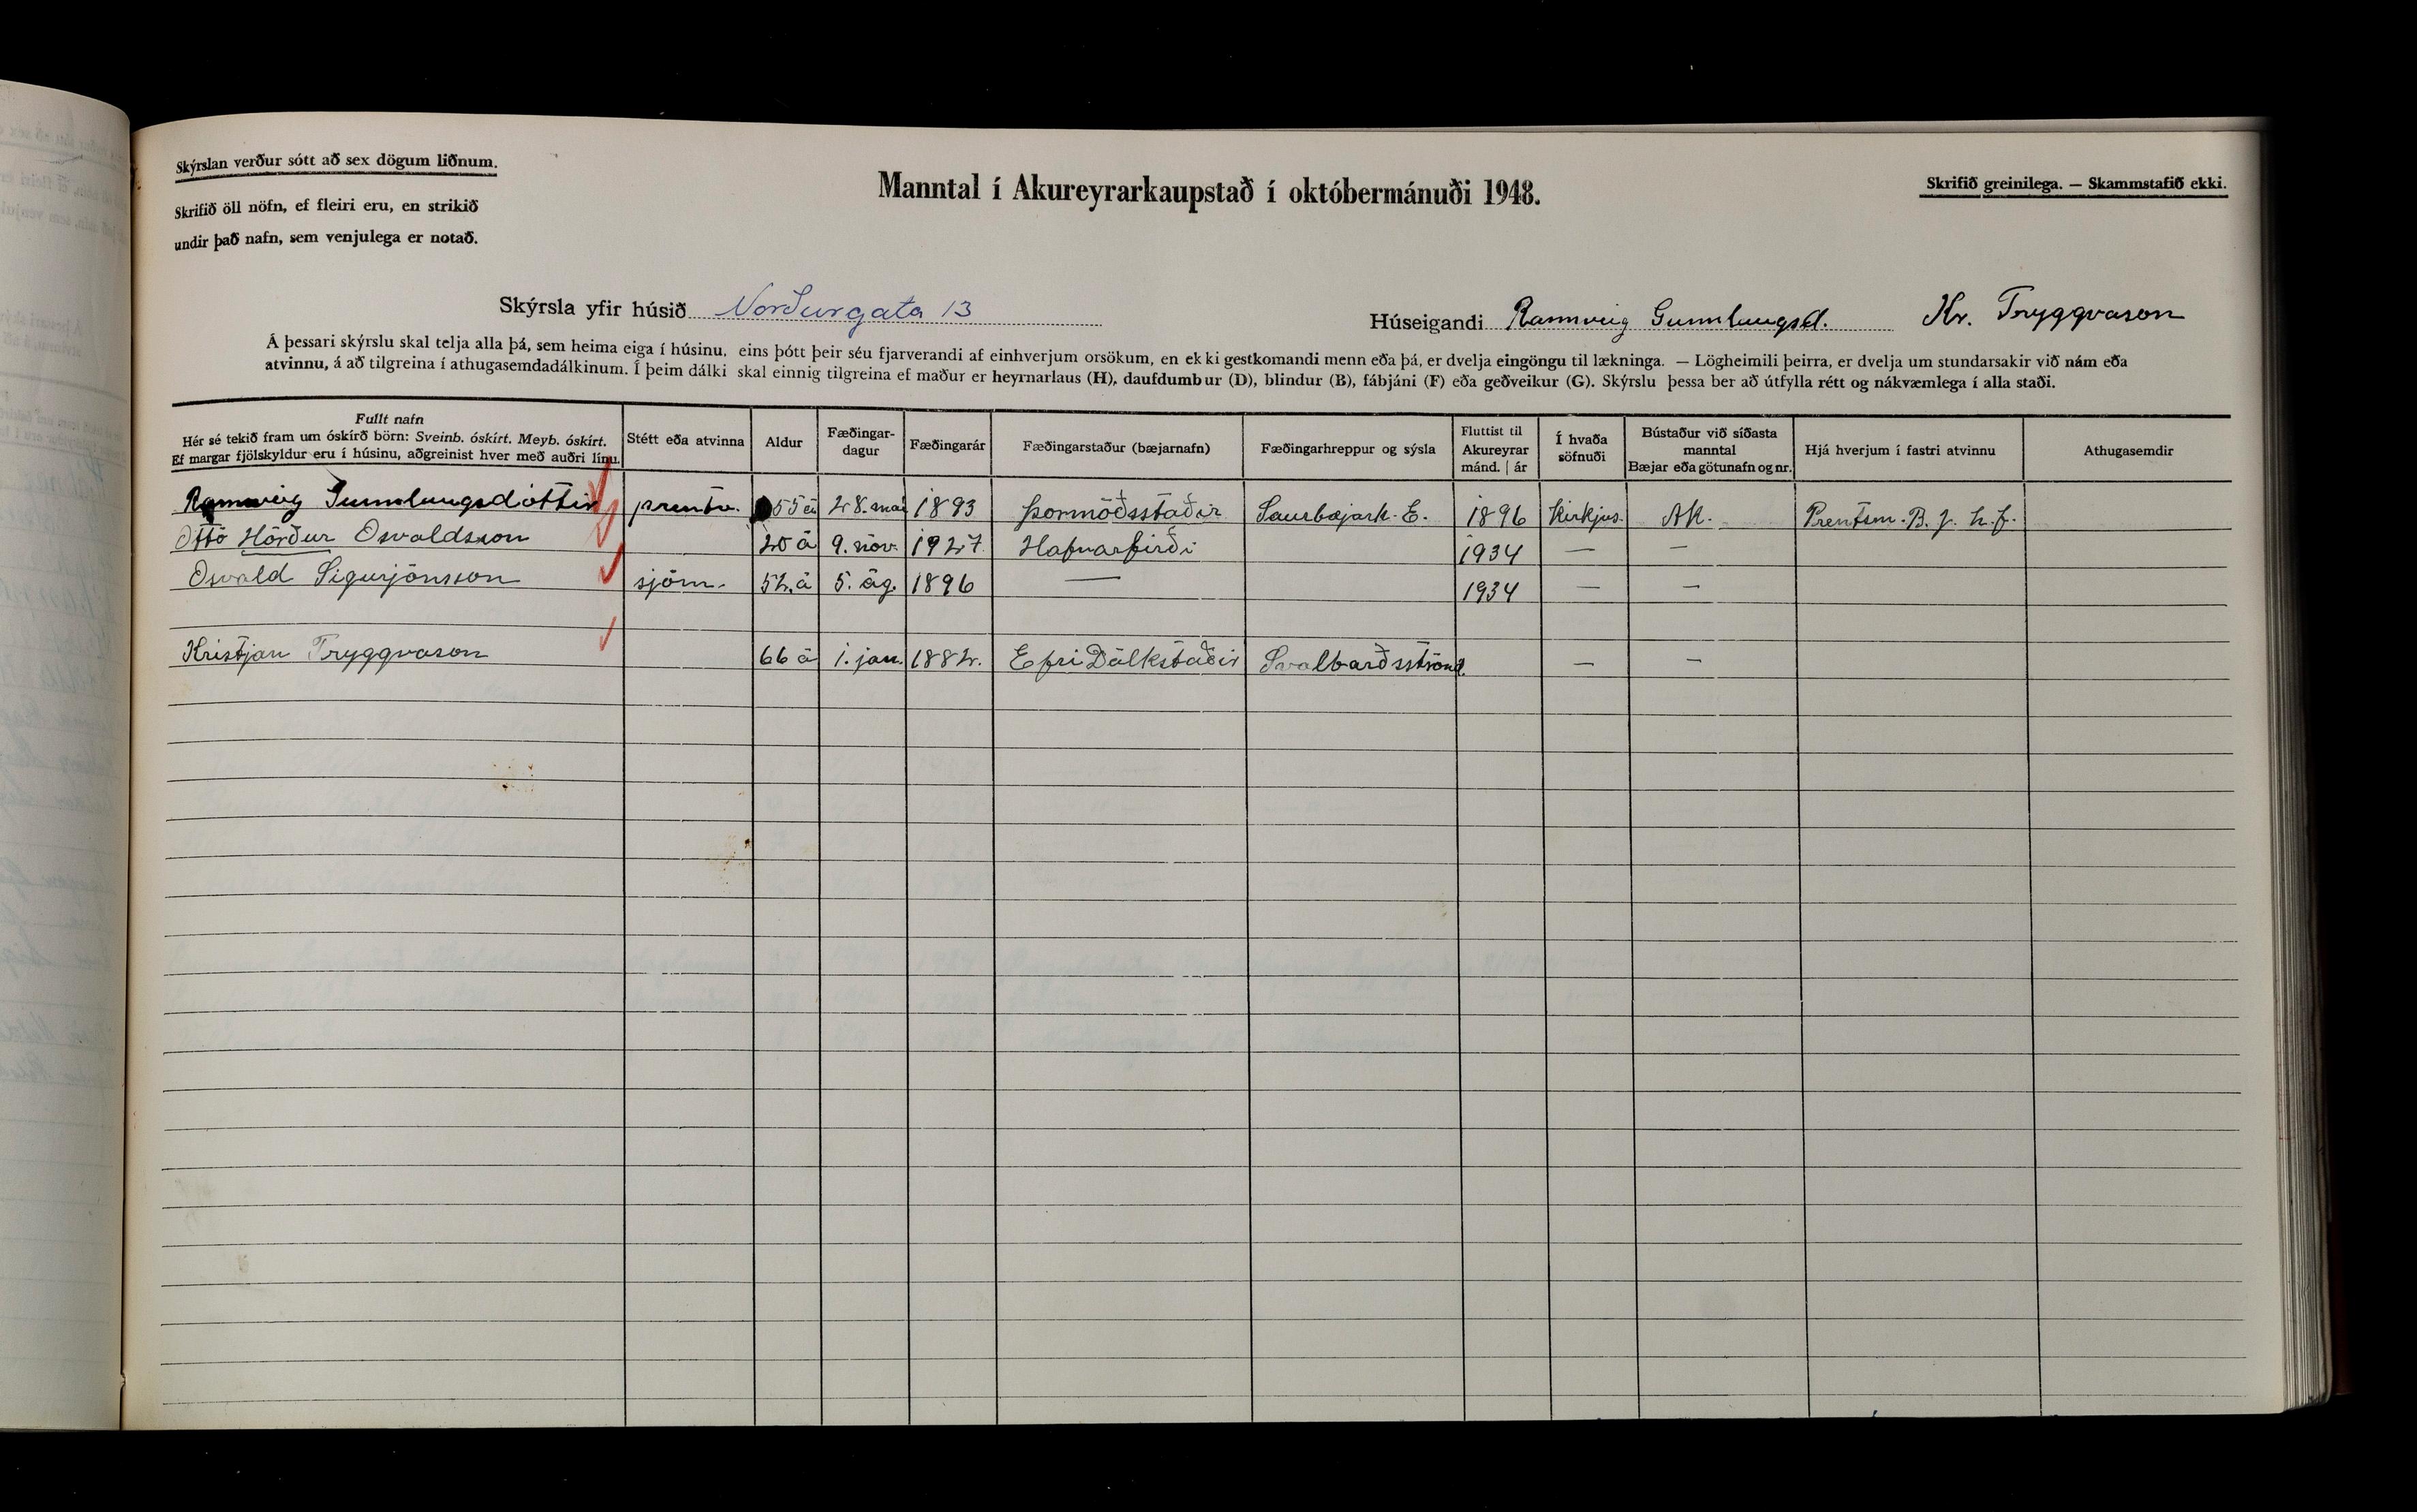 Skýrslan verður sótt að sex dögum liðnum.
Skrifið öll nöfn, ef fleiri eru, en strikið
undir það nafn, sem venjulega er notað.
Manntal í Akureyrarkaupstað í októbermánuði 1948.
Skrifið greinilega. — Skammstafið ekki.
Skýrsla yfir húsið Norðurgata 13
Húseigandi Rannveig Gunnlaugsd. Kr. Tryggvason
Á þessari skýrslu skal telja alla þá, sem heima eiga í húsinu, eins þótt þeir séu fjarverandi af einhverjum orsökum, en ekki gestkomandi menn eða þá, er dvelja eingöngu til lækninga. — Lögheimili þeirra, er dvelja um stundarsakir við nám eða
atvinnu, á að tilgreina í athugasemdadálkinum. Í þeim dálki skal einnig tilgreina ef maður er heyrnarlaus (H), daufdumbur (D), blindur (B), fábjáni (F) eða geðveikur (G). Skýrslu þessa ber að útfylla rétt og nákvæmlega í alla staði.
Fullt nafn
Hér sé tekið fram um óskírð börn: Sveinb. óskírt. Meyb. óskírt.
Ef margar fjölskyldur eru í húsinu, aðgreinist hver með auðri línu.
Stétt eða atvinna
Aldur
Fæðingar-
dagur
Fæðingarár
Fæðingarstaður (bæjarnafn)
Fæðingarhreppur og sýsla
Fluttist til
Akureyrar
mánd. | ár
Í hvaða
söfnuði
Bústaður við síðasta
manntal
Bæjar eða götunafn og nr.
Hjá hverjum í fastri atvinnu
Athugasemdir
Rannveig Gunnlaugsdóttir prentv. 55 á 28. maí 1893 Þormóðsstaðir Saurbæjarh. E. 1896 Kirkjus. Ak. Prentsm. B. J. h.f.
Ottó Hörður Osvaldsson 20 á 9. nóv. 1927 Hafnarfirði 1934 — —
Osvald Sigurjónsson sjóm. 52 á 5. ág. 1896 — 1934 — —
Kristján Tryggvason 66 á 1. jan. 1882. Efri Dálkstaðir Svalbarðsströnd. — —